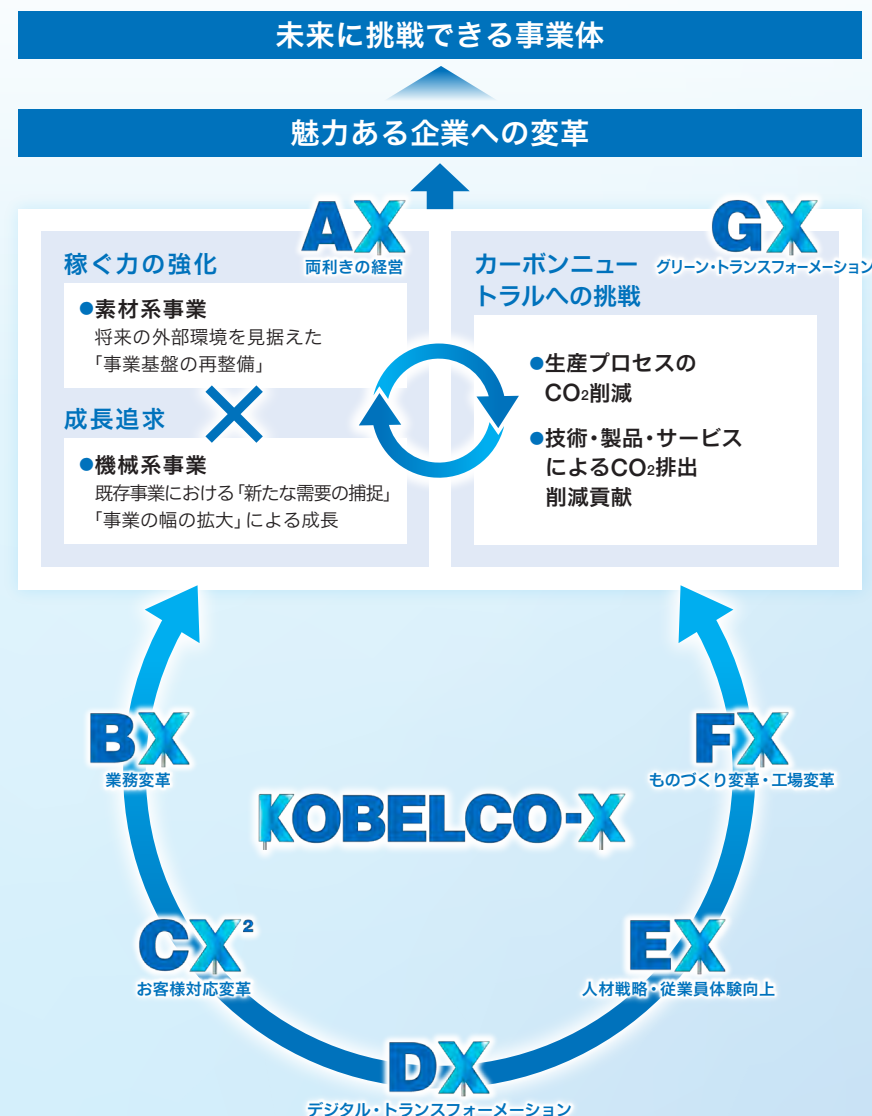 未来に挑戦できる事業体
魅力ある企業への変革
AX
両利きの経営
稼ぐ力の強化
●素材系事業
将来の外部環境を見据えた
「事業基盤の再整備」
成長追求
●機械系事業
既存事業における「新たな需要の捕捉」
「事業の幅の拡大」による成長
GX
グリーン・トランスフォーメーション
カーボンニュー
トラルへの挑戦
●生産プロセスの
CO₂削減
●技術・製品・サービス
によるCO₂排出
削減貢献
BX
業務変革
FX
ものづくり変革・工場変革
KOBELCO-X
CX²
お客様対応変革
EX
人材戦略・従業員体験向上
DX
デジタル・トランスフォーメーション